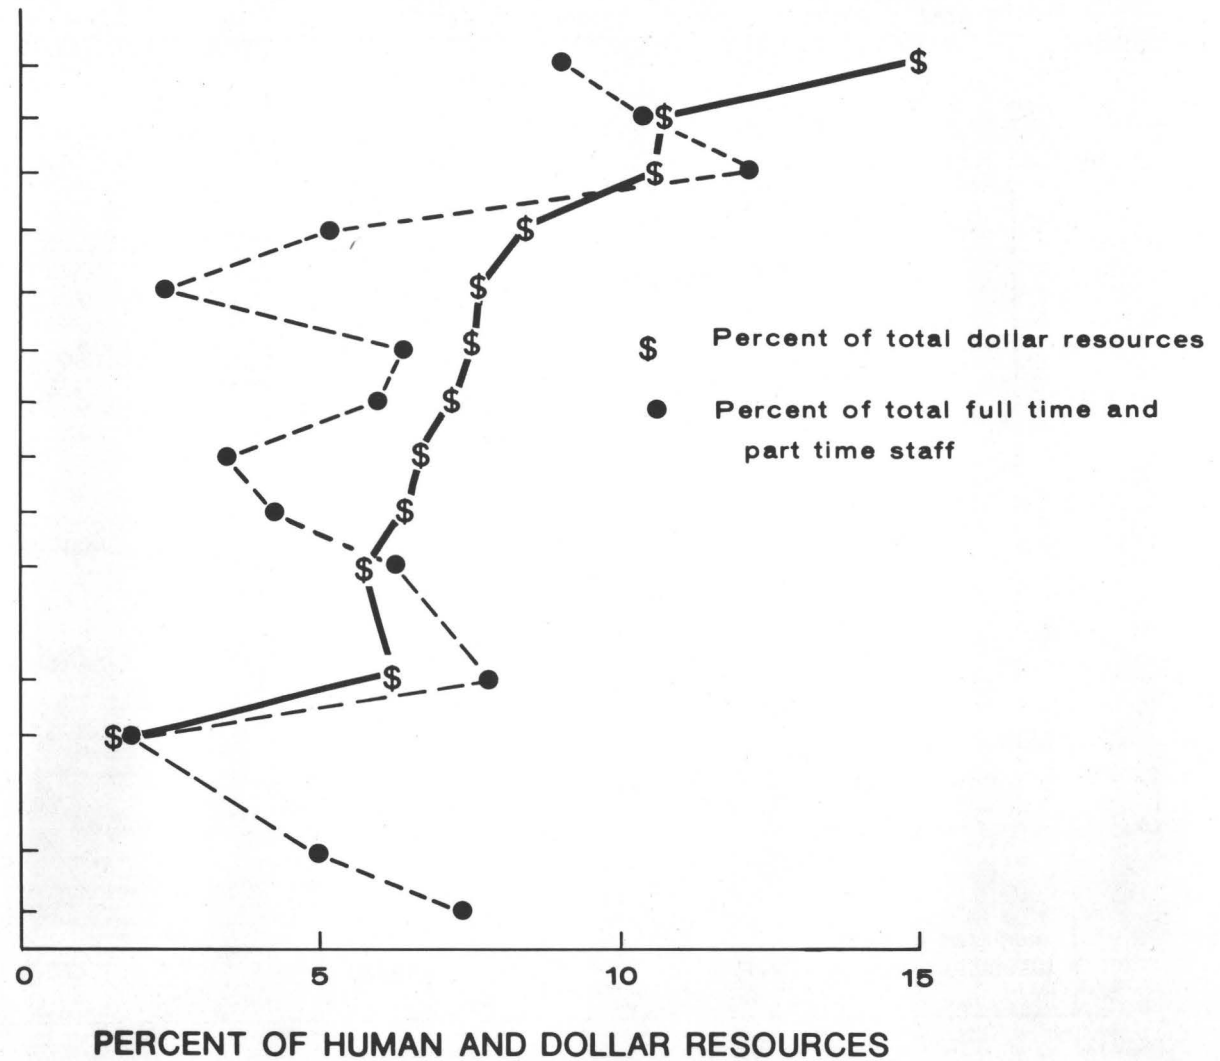 $
$
$
$
$
$
$ Percent of total dollar resources
$
Percent of total full time and
part time staff
$
$
$
$
$
0 5 10 15
PERCENT OF HUMAN AND DOLLAR RESOURCES